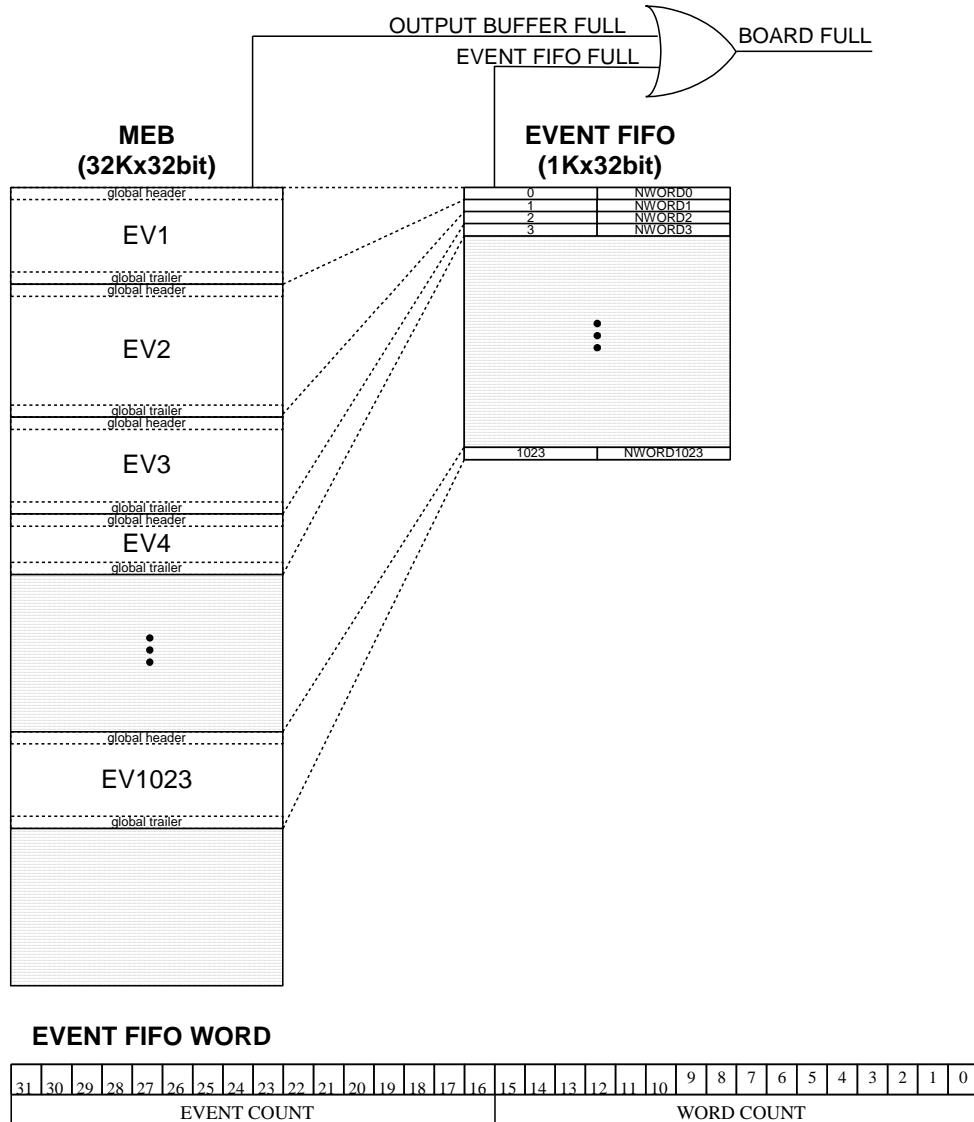 OUTPUT BUFFER FULL
EVENT FIFO FULL
BOARD FULL
MEB
(32Kx32bit)
EVENT FIFO
(1Kx32bit)
global header
EV1
global trailer
global header
EV2
global trailer
global header
EV3
global trailer
global header
EV4
global trailer
global header
EV1023
global trailer
0 NWORD0
1 NWORD1
2 NWORD2
3 NWORD3
1023 NWORD1023
EVENT FIFO WORD
31 30 29 28 27 26 25 24 23 22 21 20 19 18 17 16 15 14 13 12 11 10 9 8 7 6 5 4 3 2 1 0
EVENT COUNT WORD COUNT